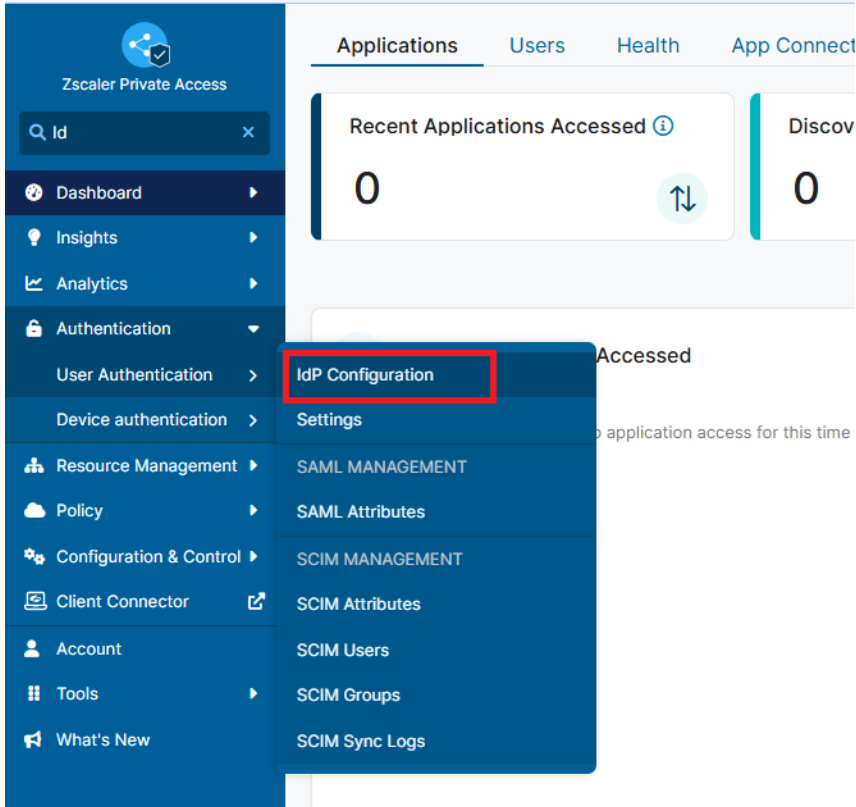 Zscaler Private Access
Id
Dashboard
Insights
Analytics
Authentication
User Authentication
Device authentication
Resource Management
Policy
Configuration & Control
Client Connector
Account
Tools
What's New
IdP Configuration
Settings
SAML MANAGEMENT
SAML Attributes
SCIM MANAGEMENT
SCIM Attributes
SCIM Users
SCIM Groups
SCIM Sync Logs
Applications Users Health App Connect
Recent Applications Accessed
0
Discov
0
Accessed
application access for this time